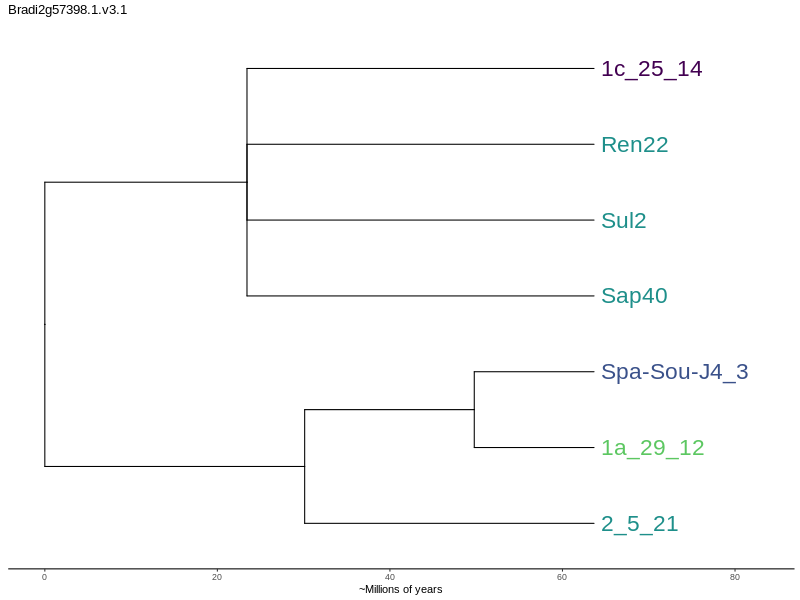 Bradi2g57398.1.v3.1
1c_25_14
Ren22
Sul2
Sap40
Spa-Sou-J4_3
1a_29_12
2_5_21
0 20 40 60 80
~Millions of years